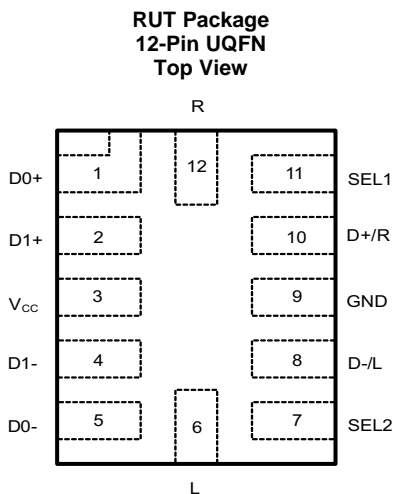 RUT Package
12-Pin UQFN
Top View
R
D0+ 1 12 11 SEL1
D1+ 2 10 D+/R
VCC 3 9 GND
D1- 4 8 D-/L
D0- 5 6 7 SEL2
L